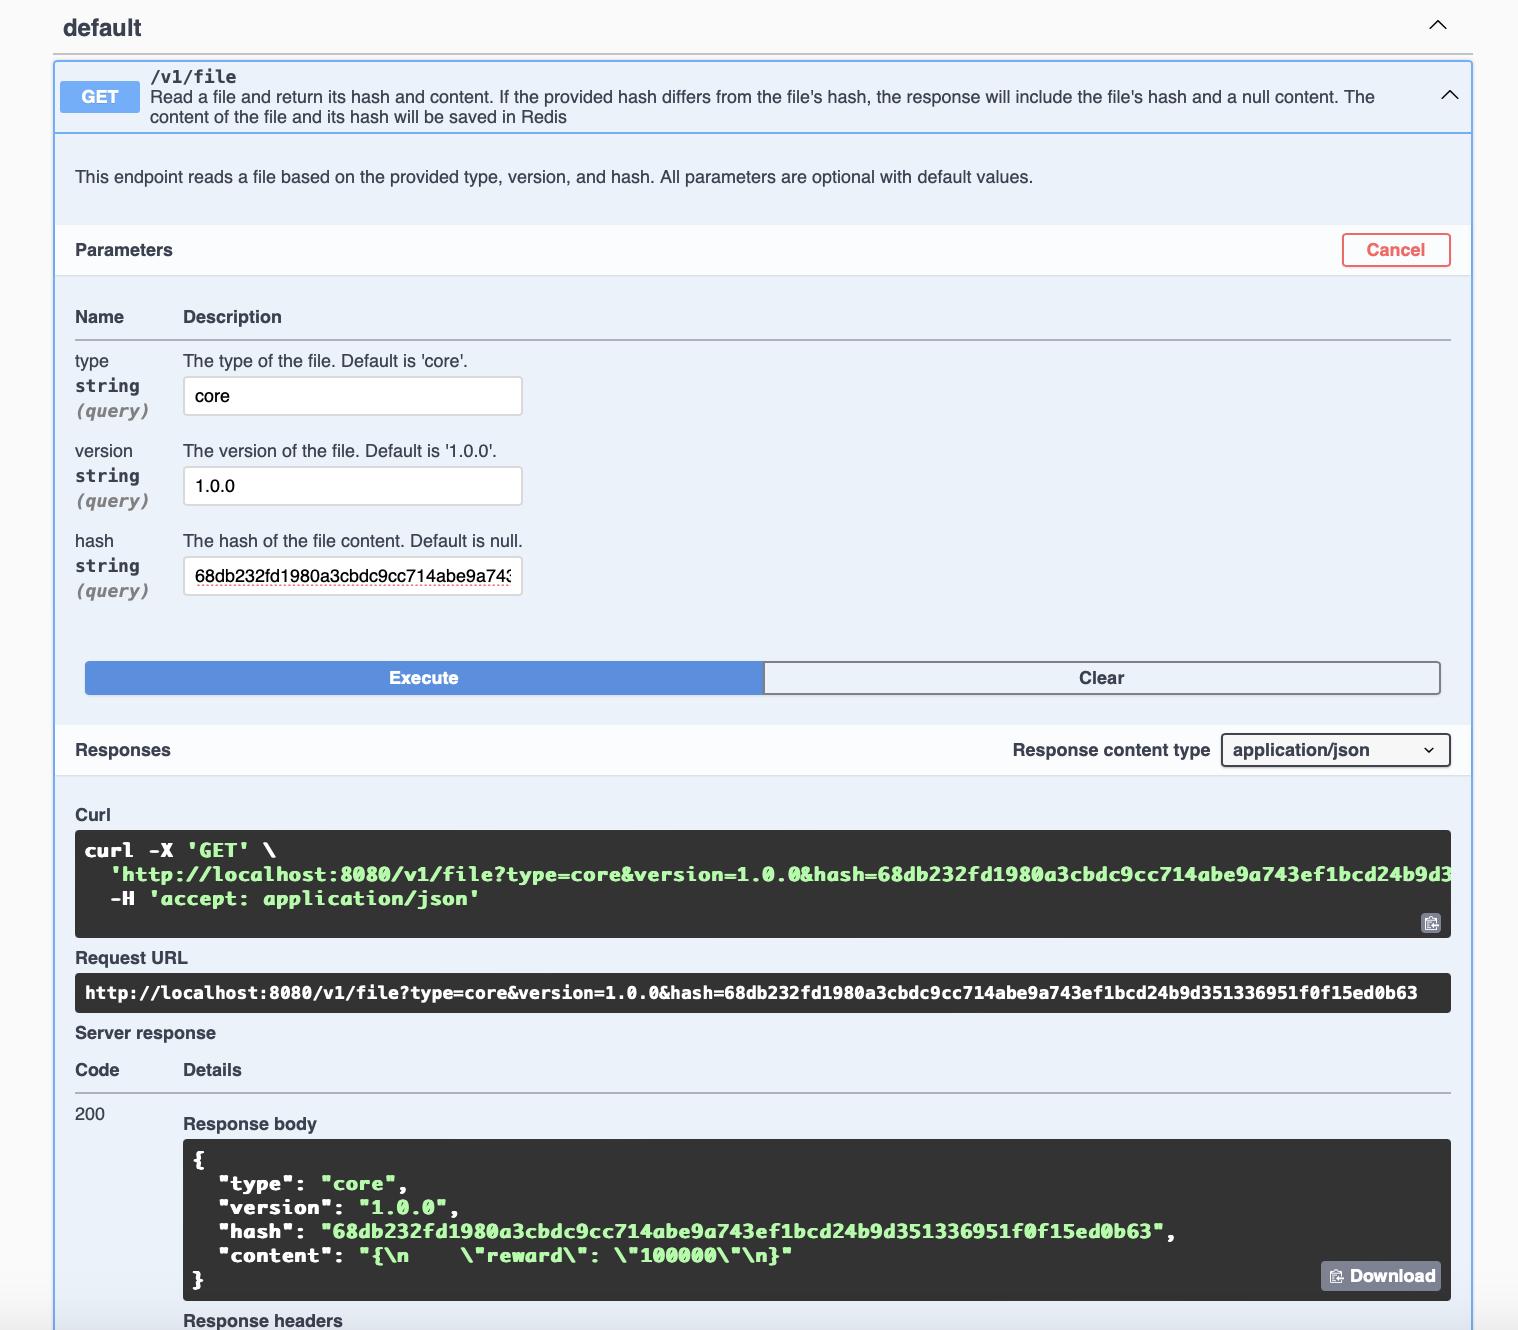 default
GET
/v1/file
Read a file and return its hash and content. If the provided hash differs from the file's hash, the response will include the file's hash and a null content. The
content of the file and its hash will be saved in Redis
This endpoint reads a file based on the provided type, version, and hash. All parameters are optional with default values.
Parameters
Cancel
Name Description
type The type of the file. Default is 'core'.
string
(query)
core
version The version of the file. Default is '1.0.0'.
string
(query)
1.0.0
hash The hash of the file content. Default is null.
string
(query)
68db232fd1980a3cbdc9cc714abe9a743
Execute Clear
Responses Response content type application/json
Curl
curl -X 'GET' \
'http://localhost:8080/v1/file?type=core&version=1.0.0&hash=68db232fd1980a3cbdc9cc714abe9a743ef1bcd24b9d3
-H 'accept: application/json'
Request URL
http://localhost:8080/v1/file?type=core&version=1.0.0&hash=68db232fd1980a3cbdc9cc714abe9a743ef1bcd24b9d351336951f0f15ed0b63
Server response
Code Details
200
Response body
{
"type": "core",
"version": "1.0.0",
"hash": "68db232fd1980a3cbdc9cc714abe9a743ef1bcd24b9d351336951f0f15ed0b63",
"content": "{\n    \"reward\": \"100000\"\n}"
}
Download
Response headers